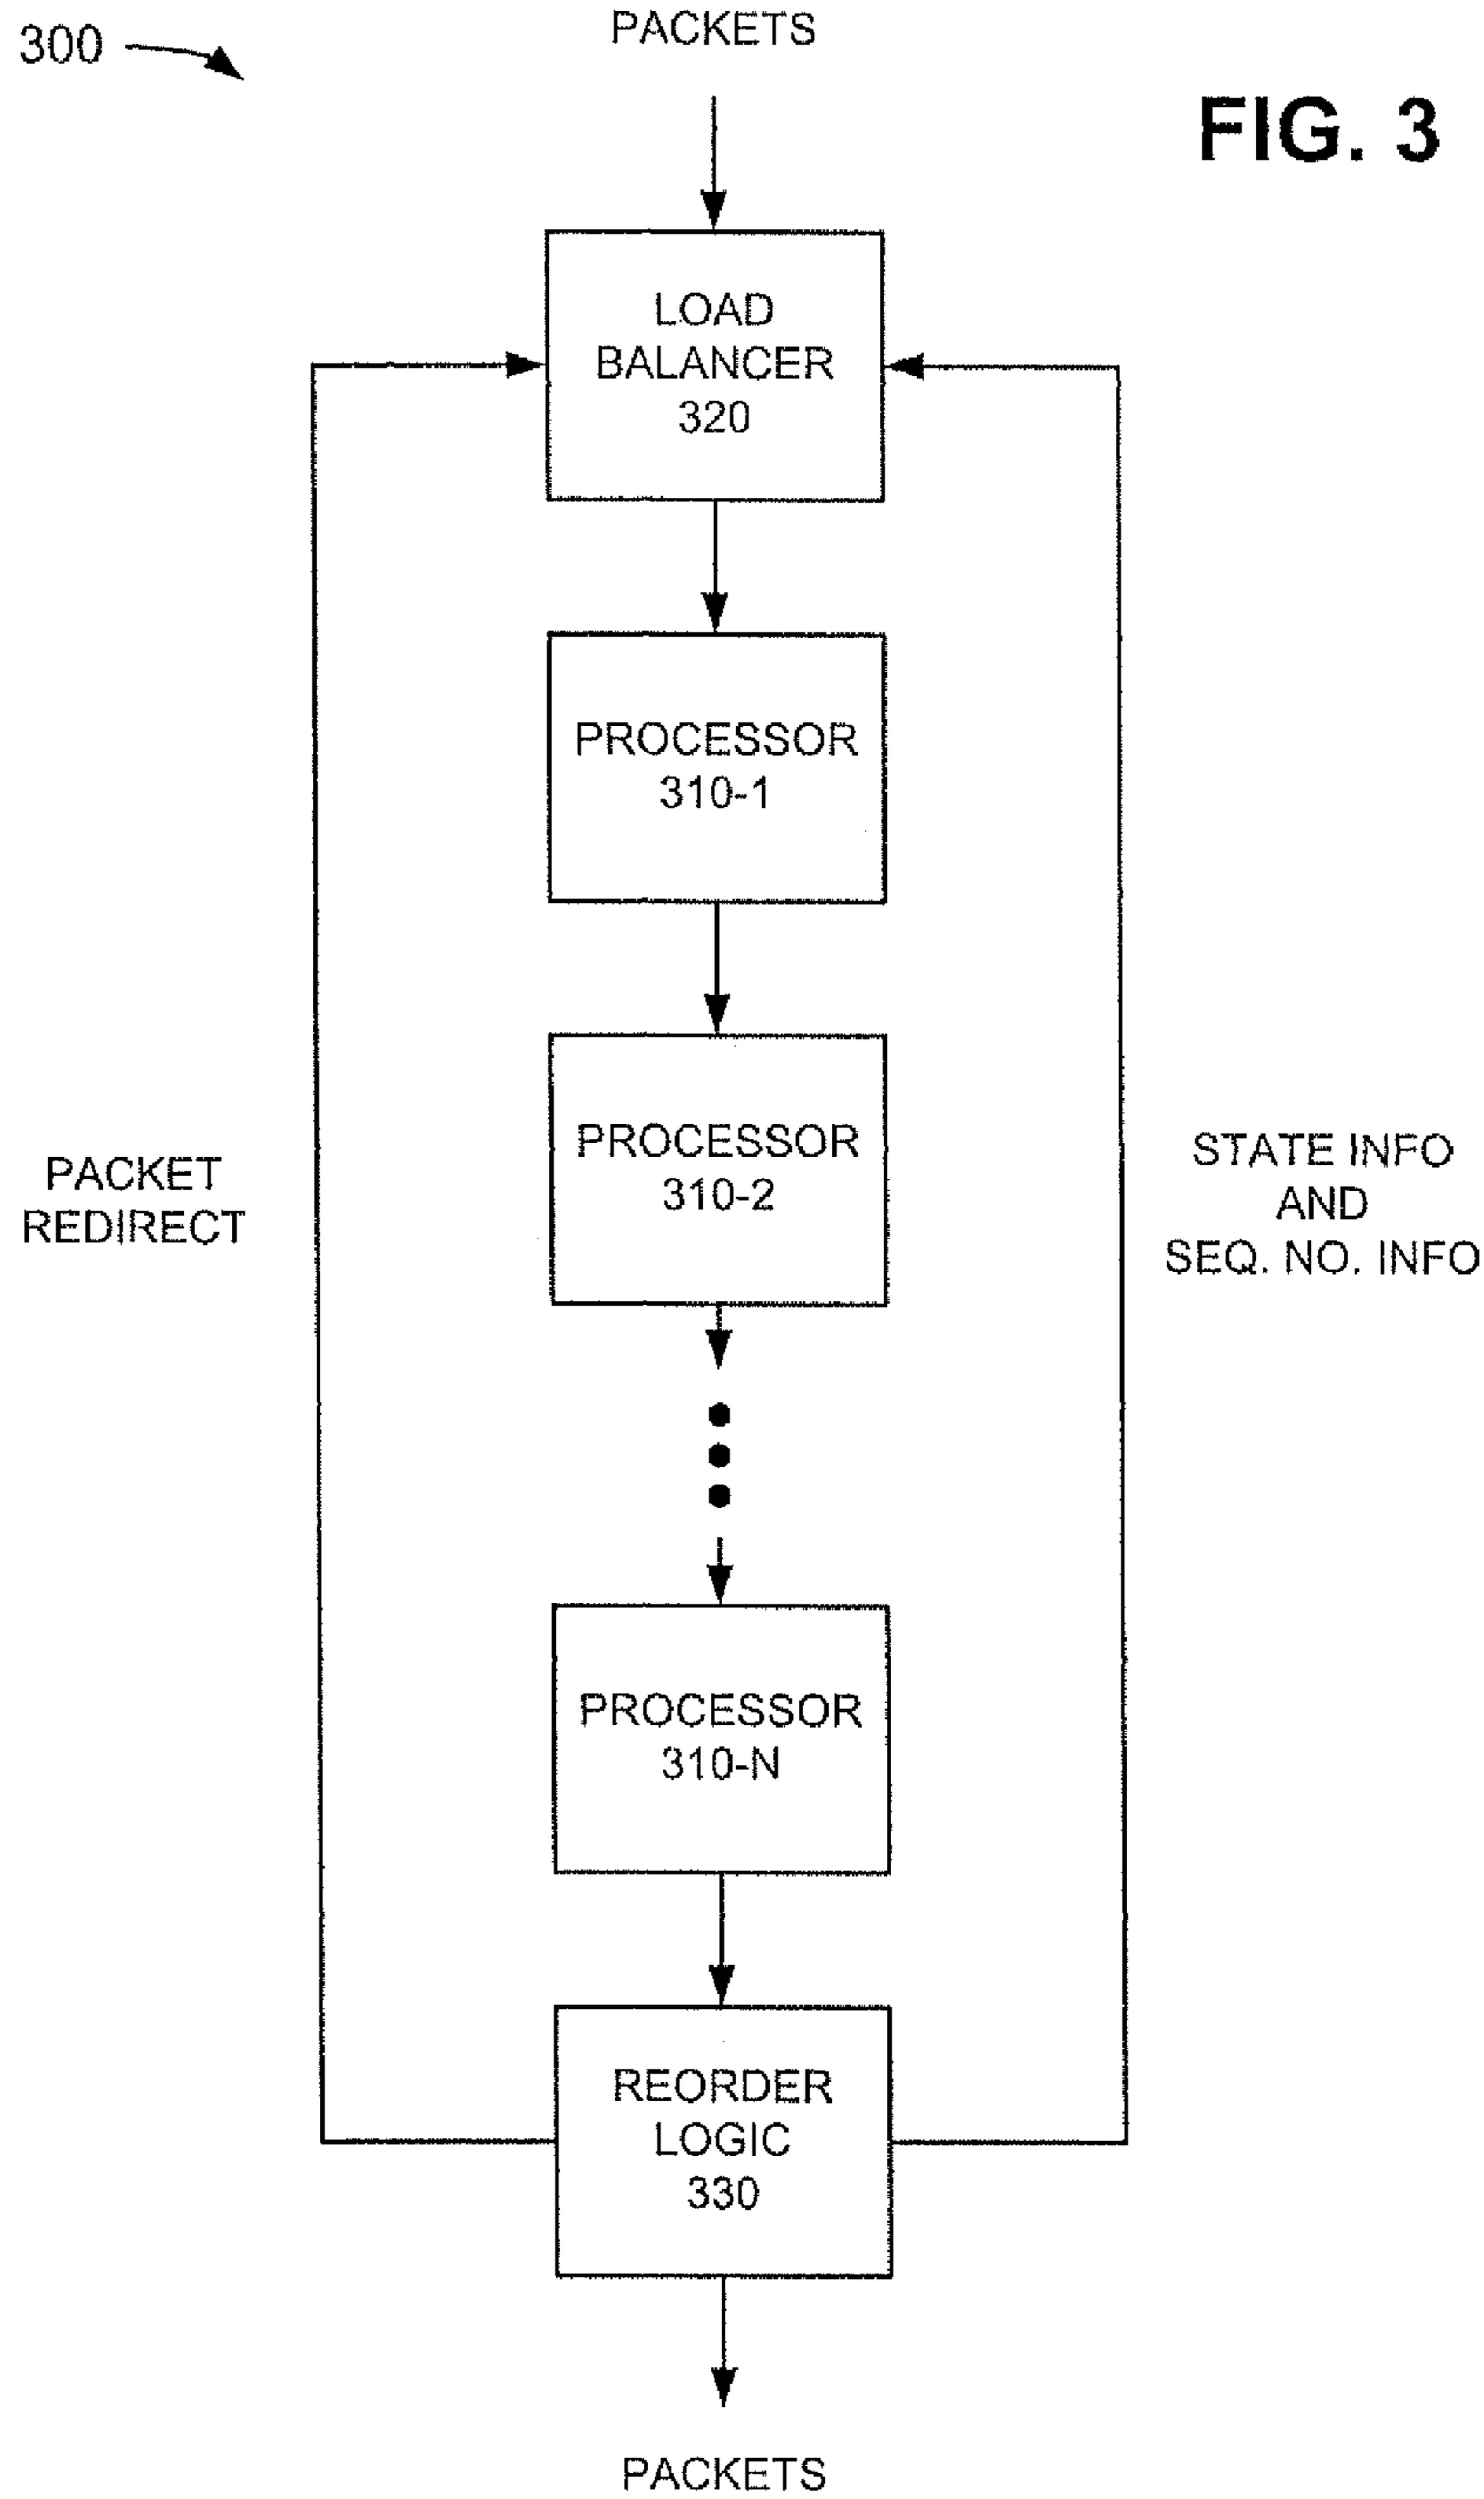 300
PACKETS
FIG. 3
LOAD
BALANCER
320
PROCESSOR
310-1
PROCESSOR
310-2
PACKET
REDIRECT
STATE INFO
AND
SEQ. NO. INFO
PROCESSOR
310-N
REORDER
LOGIC
330
PACKETS